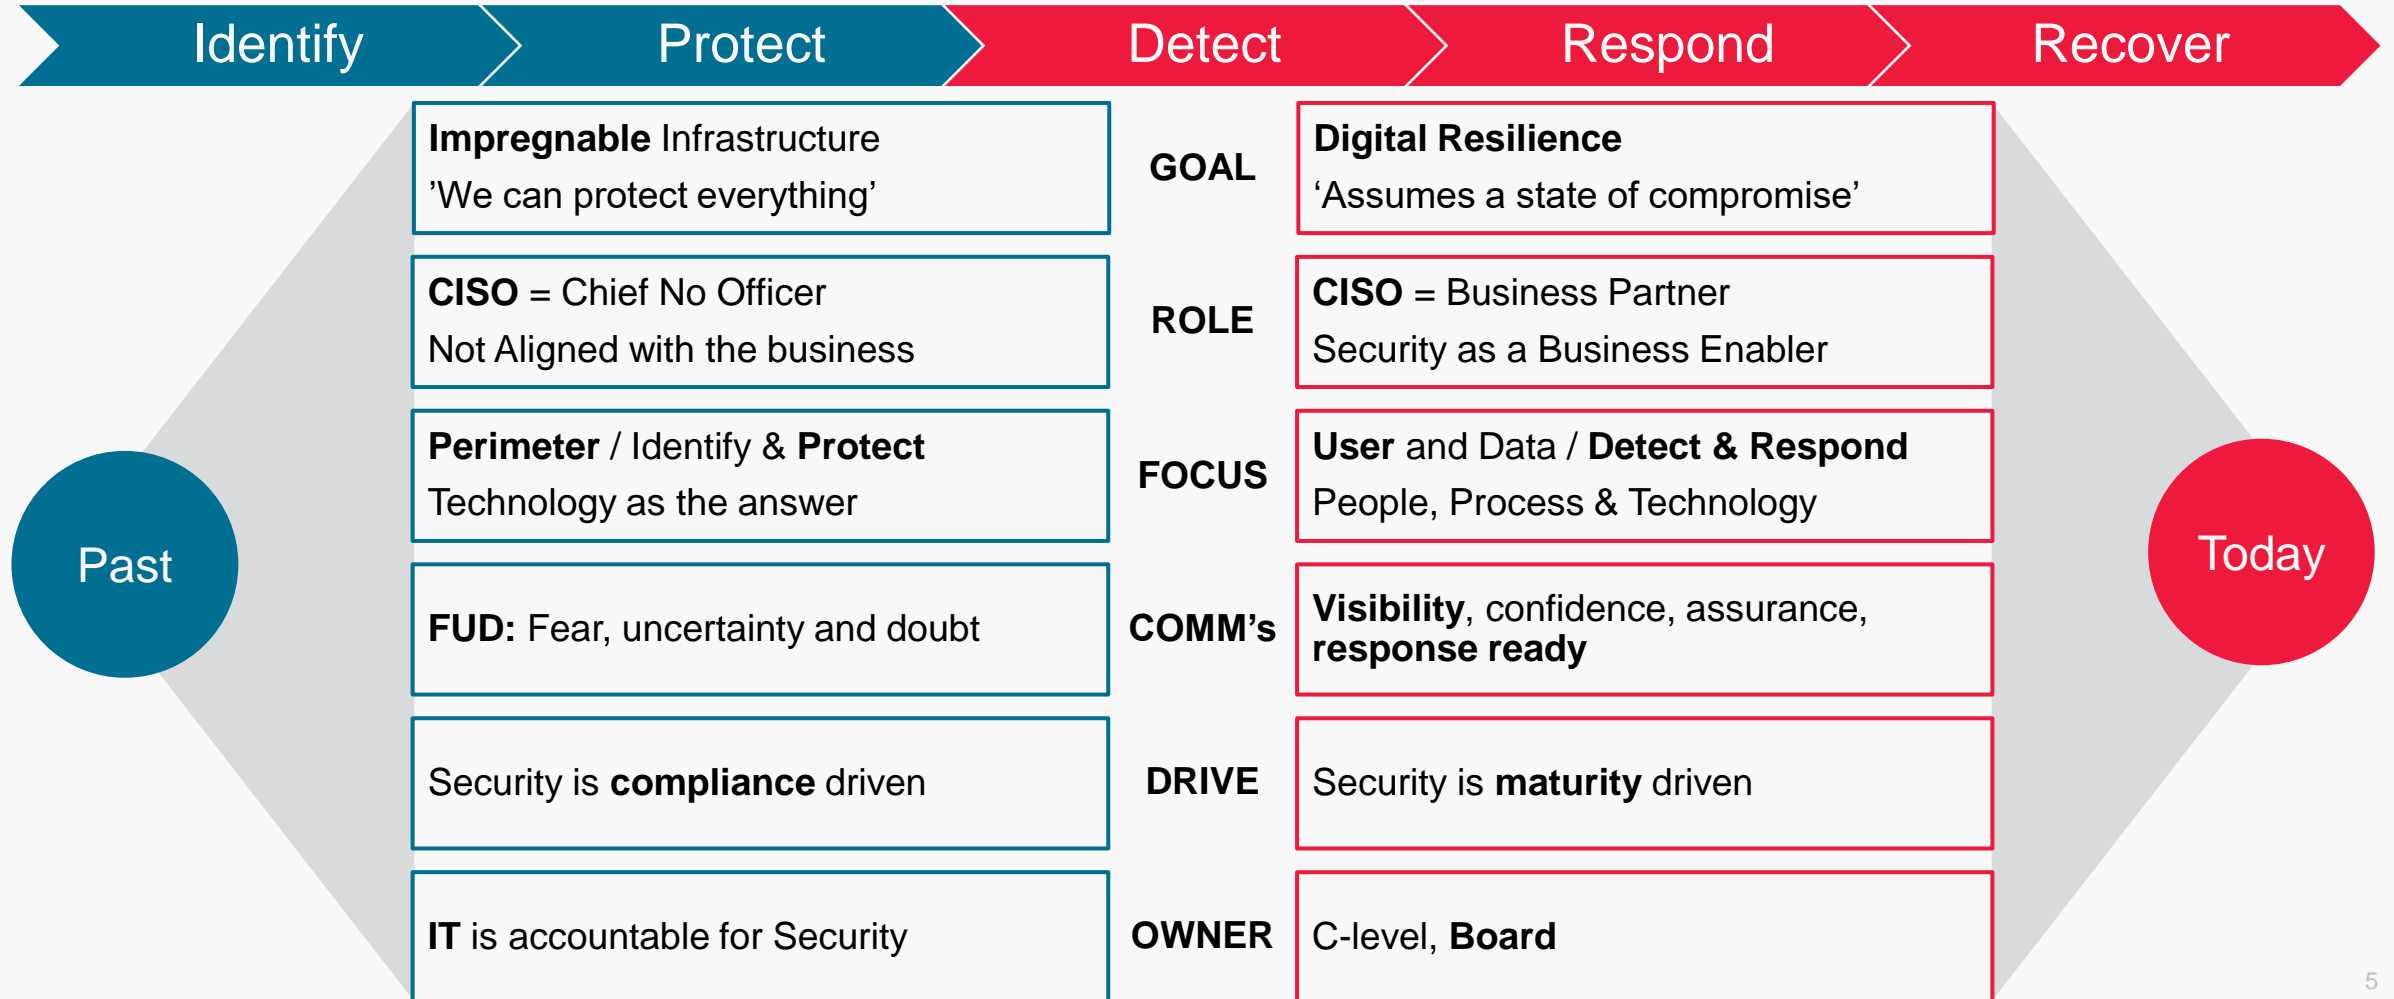 Identify
Protect
Detect
Respond
Recover
Impregnable Infrastructure
’We can protect everything’
GOAL
Digital Resilience
‘Assumes a state of compromise’
CISO = Chief No Officer
Not Aligned with the business
ROLE
CISO = Business Partner
Security as a Business Enabler
Perimeter / Identify & Protect
Technology as the answer
FOCUS
User and Data / Detect & Respond
People, Process & Technology
Past
Today
FUD: Fear, uncertainty and doubt
COMM’s
Visibility, confidence, assurance,
response ready
Security is compliance driven
DRIVE
Security is maturity driven
IT is accountable for Security
OWNER
C-level, Board
5